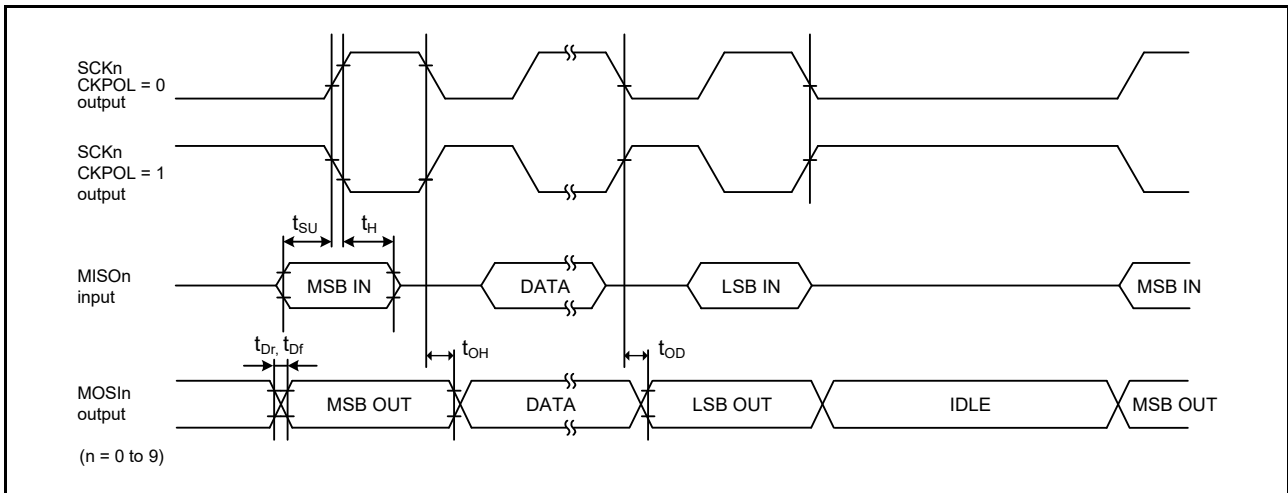 SCKn
CKPOL = 0
output
SCKn
CKPOL = 1
output
tSU
tH
MISOn
input
MSB IN
DATA
LSB IN
MSB IN
tDr, tDf
tOH
tOD
MOSIn
output
MSB OUT
DATA
LSB OUT
IDLE
MSB OUT
(n = 0 to 9)